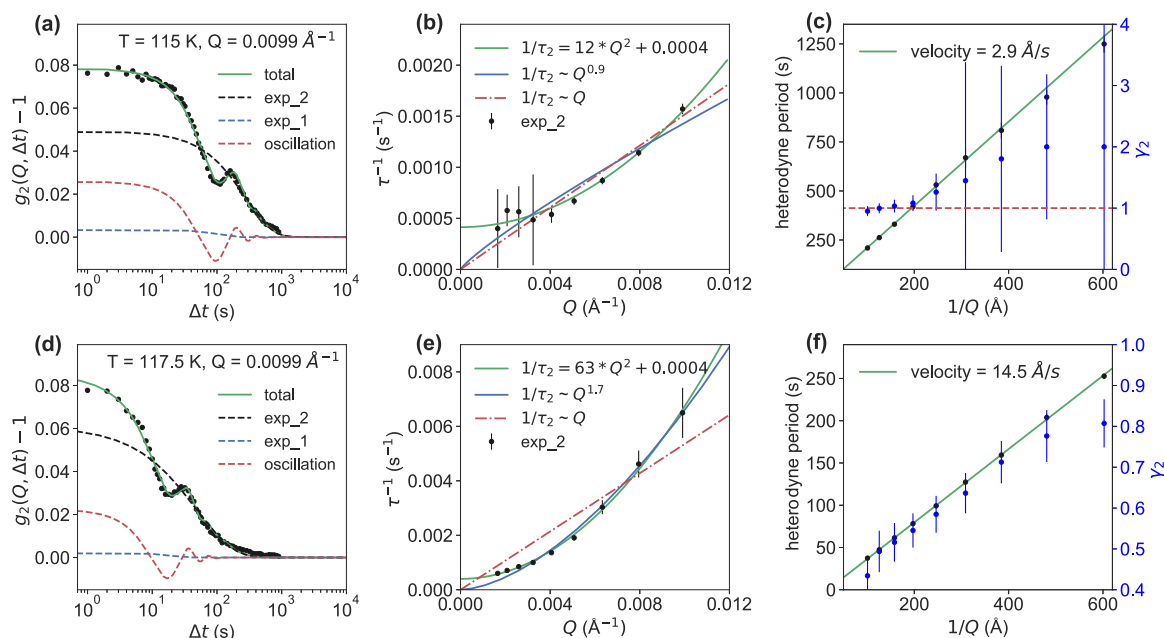 (a)
T = 115 K, Q = 0.0099 Å⁻¹
total
exp_2
exp_1
oscillation
0.08
0.06
0.04
0.02
0.00
g₂(Q, Δt) − 1
10⁰ 10¹ 10² 10³ 10⁴
Δt (s)
(b)
1/τ₂ = 12 * Q² + 0.0004
1/τ₂ ~ Q^0.9
1/τ₂ ~ Q
exp_2
0.0020
0.0015
0.0010
0.0005
0.0000
τ⁻¹ (s⁻¹)
0.000 0.004 0.008 0.012
Q (Å⁻¹)
(c)
velocity = 2.9 Å/s
1250
1000
750
500
250
heterodyne period (s)
4
3
2
1
0
γ₂
200 400 600
1/Q (Å)
(d)
T = 117.5 K, Q = 0.0099 Å⁻¹
total
exp_2
exp_1
oscillation
0.08
0.06
0.04
0.02
0.00
g₂(Q, Δt) − 1
10⁰ 10¹ 10² 10³ 10⁴
Δt (s)
(e)
1/τ₂ = 63 * Q² + 0.0004
1/τ₂ ~ Q^1.7
1/τ₂ ~ Q
exp_2
0.008
0.006
0.004
0.002
0.000
τ⁻¹ (s⁻¹)
0.000 0.004 0.008 0.012
Q (Å⁻¹)
(f)
velocity = 14.5 Å/s
250
200
150
100
50
0
heterodyne period (s)
1.0
0.9
0.8
0.7
0.6
0.5
0.4
γ₂
200 400 600
1/Q (Å)